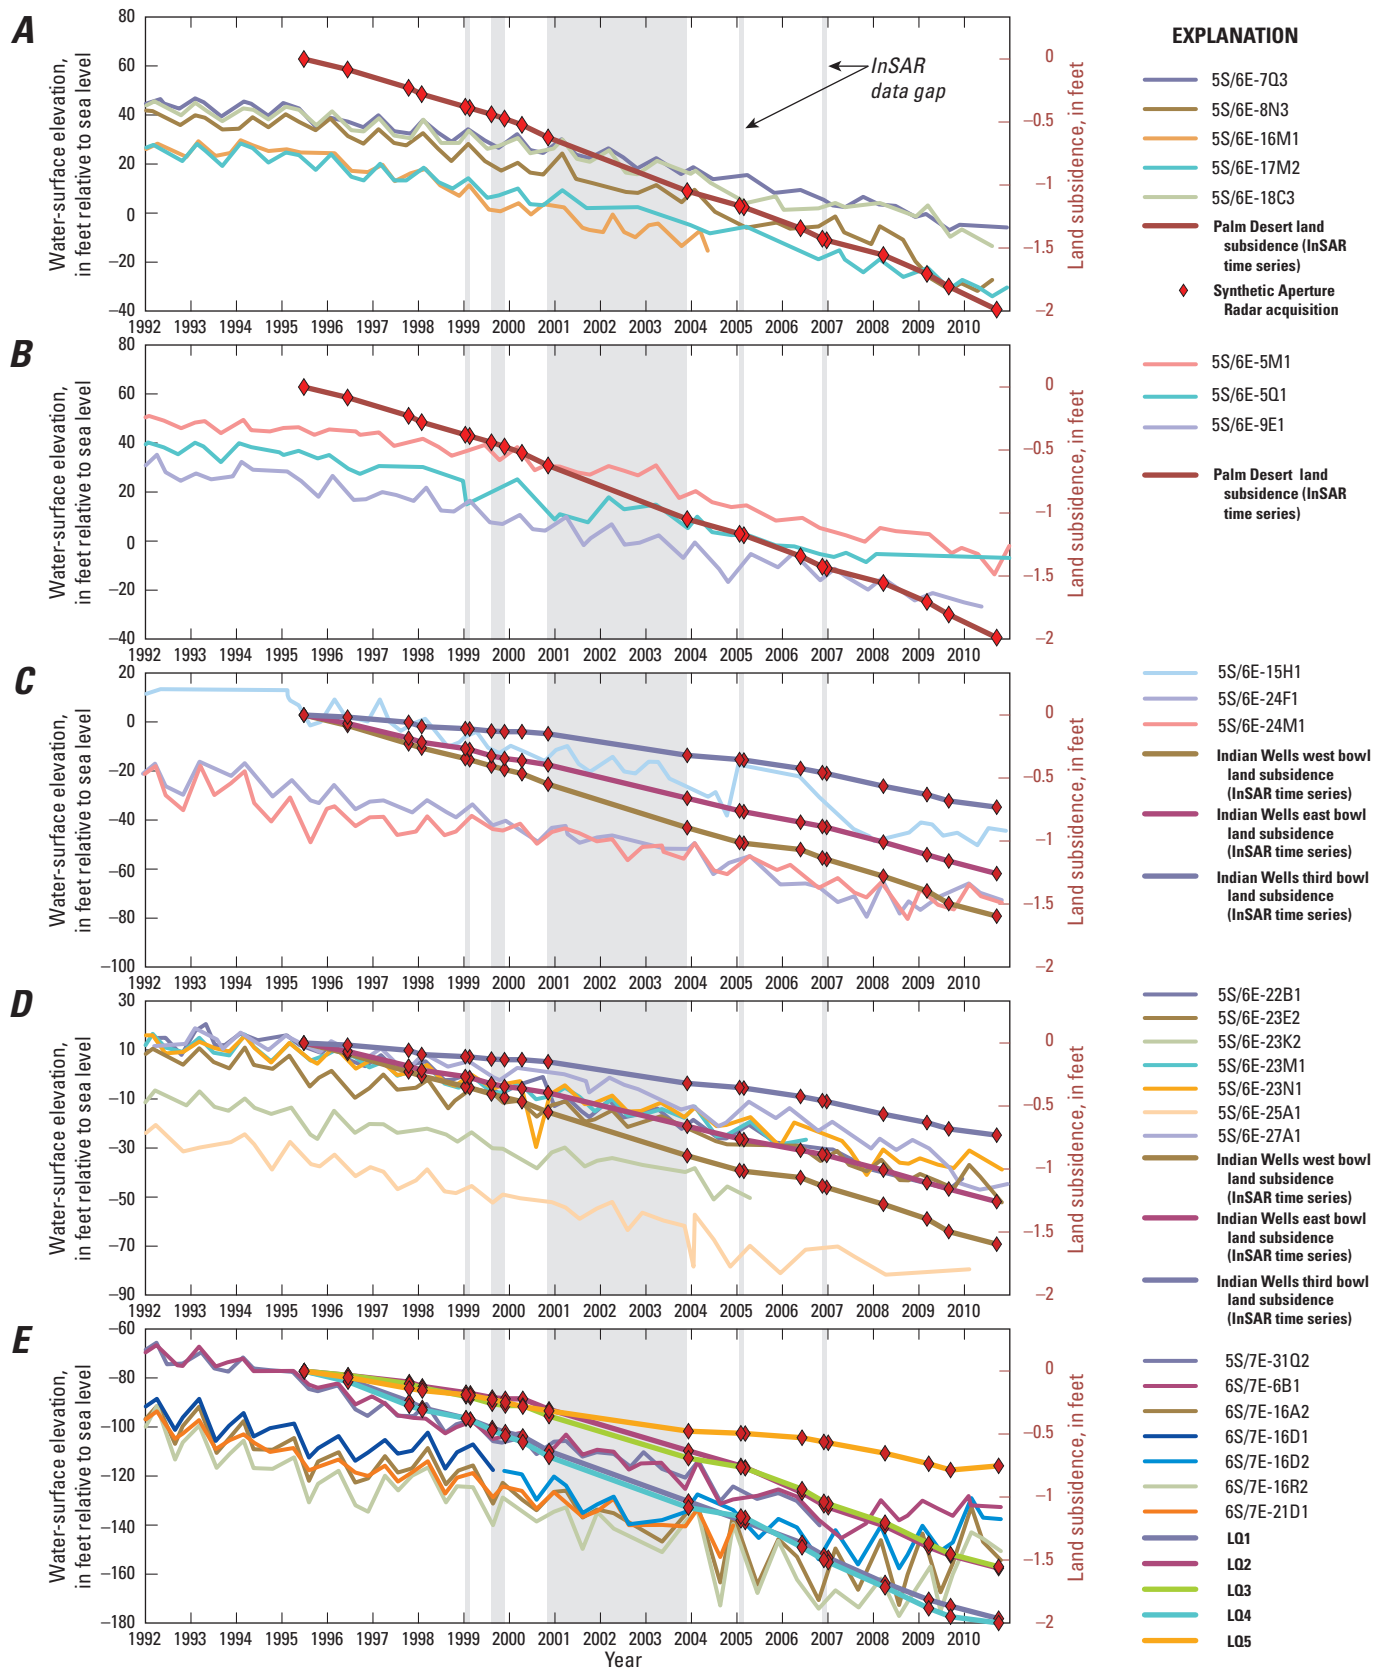 A
Water-surface elevation,
in feet relative to sea level
80
60
40
20
0
−20
−40
1992 1993 1994 1995 1996 1997 1998 1999 2000 2001 2002 2003 2004 2005 2006 2007 2008 2009 2010
InSAR
data gap
0
−0.5
−1
−1.5
−2
Land subsidence, in feet
EXPLANATION
5S/6E-7Q3
5S/6E-8N3
5S/6E-16M1
5S/6E-17M2
5S/6E-18C3
Palm Desert land
subsidence (InSAR
time series)
Synthetic Aperture
Radar acquisition
B
Water-surface elevation,
in feet relative to sea level
80
60
40
20
0
−20
−40
1992 1993 1994 1995 1996 1997 1998 1999 2000 2001 2002 2003 2004 2005 2006 2007 2008 2009 2010
0
−0.5
−1
−1.5
−2
Land subsidence, in feet
5S/6E-5M1
5S/6E-5Q1
5S/6E-9E1
Palm Desert land
subsidence (InSAR
time series)
C
Water-surface elevation,
in feet relative to sea level
20
0
−20
−40
−60
−80
−100
1992 1993 1994 1995 1996 1997 1998 1999 2000 2001 2002 2003 2004 2005 2006 2007 2008 2009 2010
0
−0.5
−1
−1.5
−2
Land subsidence, in feet
5S/6E-15H1
5S/6E-24F1
5S/6E-24M1
Indian Wells west bowl
land subsidence
(InSAR time series)
Indian Wells east bowl
land subsidence
(InSAR time series)
Indian Wells third bowl
land subsidence
(InSAR time series)
D
Water-surface elevation,
in feet relative to sea level
30
10
−10
−30
−50
−70
−90
1992 1993 1994 1995 1996 1997 1998 1999 2000 2001 2002 2003 2004 2005 2006 2007 2008 2009 2010
0
−0.5
−1
−1.5
−2
Land subsidence, in feet
5S/6E-22B1
5S/6E-23E2
5S/6E-23K2
5S/6E-23M1
5S/6E-23N1
5S/6E-25A1
5S/6E-27A1
Indian Wells west bowl
land subsidence
(InSAR time series)
Indian Wells east bowl
land subsidence
(InSAR time series)
Indian Wells third bowl
land subsidence
(InSAR time series)
E
Water-surface elevation,
in feet relative to sea level
−60
−80
−100
−120
−140
−160
−180
1992 1993 1994 1995 1996 1997 1998 1999 2000 2001 2002 2003 2004 2005 2006 2007 2008 2009 2010
Year
0
−0.5
−1
−1.5
−2
Land subsidence, in feet
5S/7E-31Q2
6S/7E-6B1
6S/7E-16A2
6S/7E-16D1
6S/7E-16D2
6S/7E-16R2
6S/7E-21D1
LQ1
LQ2
LQ3
LQ4
LQ5